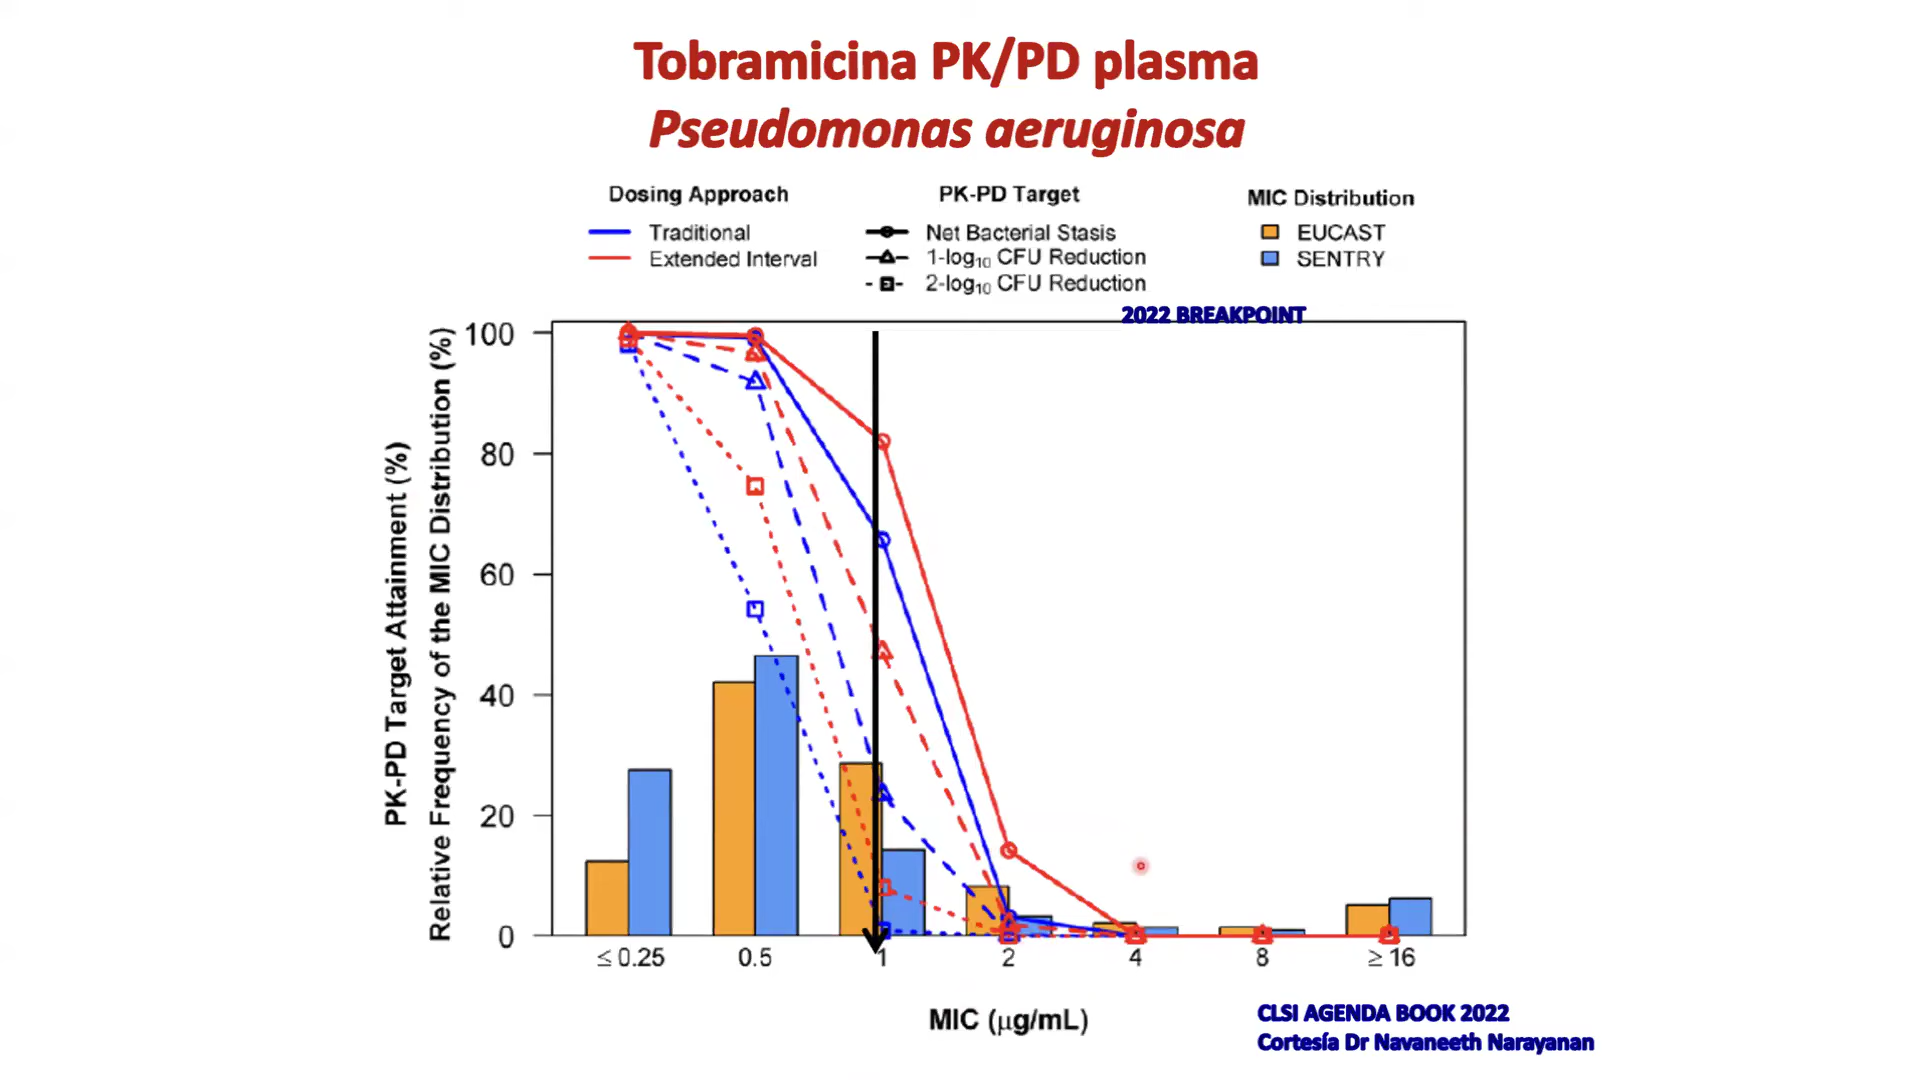 Tobramicina PK/PD plasma
Pseudomonas aeruginosa
Dosing Approach
Traditional
Extended Interval
PK-PD Target
Net Bacterial Stasis
1-log10 CFU Reduction
2-log10 CFU Reduction
MIC Distribution
EUCAST
SENTRY
2022 BREAKPOINT
PK-PD Target Attainment (%)
Relative Frequency of the MIC Distribution (%)
100
80
60
40
20
0
≤ 0.25 0.5 1 2 4 8 ≥ 16
MIC (µg/mL)
CLSI AGENDA BOOK 2022
Cortesía Dr Navaneeth Narayanan